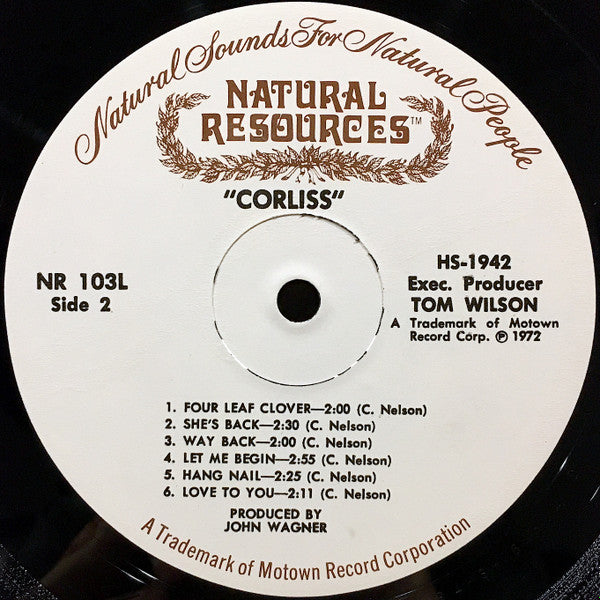 Natural Sounds For Natural People
NATURAL
RESOURCES™
"CORLISS"
NR 103L
Side 2
HS-1942
Exec. Producer
TOM WILSON
A Trademark of Motown
Record Corp. ℗ 1972
1. FOUR LEAF CLOVER—2:00 (C. Nelson)
2. SHE'S BACK—2:30 (C. Nelson)
3. WAY BACK—2:00 (C. Nelson)
4. LET ME BEGIN—2:55 (C. Nelson)
5. HANG NAIL—2:25 (C. Nelson)
6. LOVE TO YOU—2:11 (C. Nelson)
PRODUCED BY
JOHN WAGNER
A Trademark of Motown Record Corporation